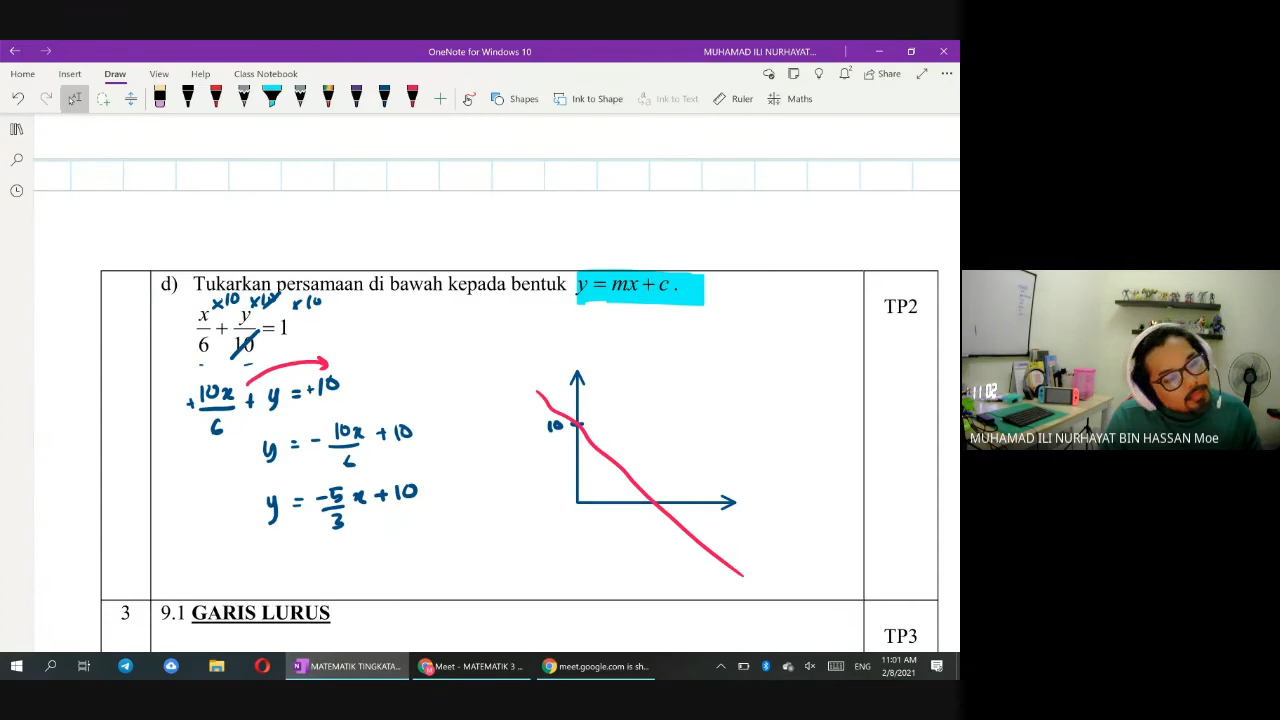 OneNote for Windows 10
MUHAMAD ILI NURHAYAT...
Home Insert Draw View Help Class Notebook
Share
Shapes Ink to Shape Ink to Text Ruler Maths
d) Tukarkan persamaan di bawah kepada bentuk y = mx + c .
TP2
×10 ×10 ×10
x/6 + y/10 = 1
+10x/6 + y = +10
y = - 10x/6 + 10
y = -5/3 x + 10
10
3 9.1 GARIS LURUS
TP3
11:02
MUHAMAD ILI NURHAYAT BIN HASSAN Moe
MATEMATIK TINGKATA...
Meet - MATEMATIK 3 ...
meet.google.com is sh...
ENG
11:01 AM
2/8/2021